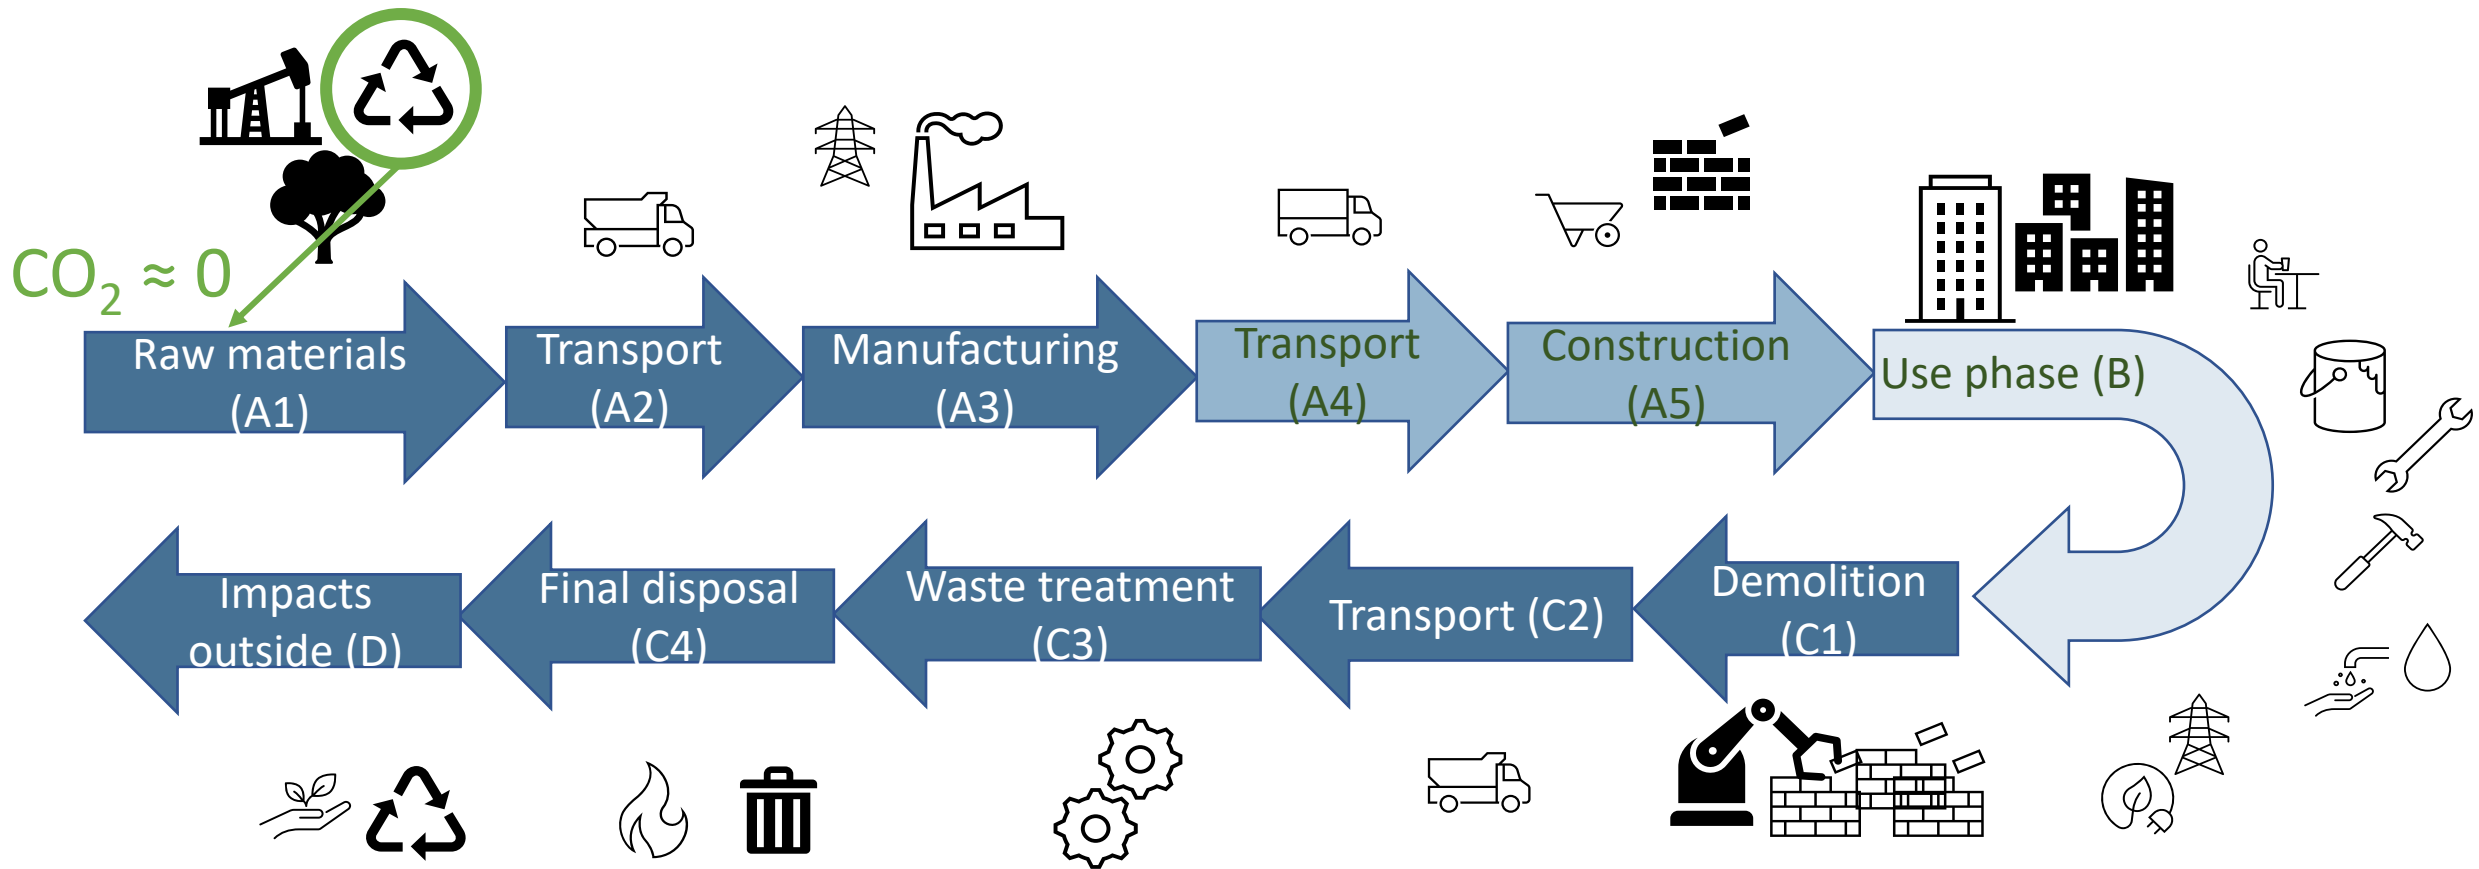 CO₂ ≈ 0
Raw materials
(A1)
Transport
(A2)
Manufacturing
(A3)
Transport
(A4)
Construction
(A5)
Use phase (B)
Demolition
(C1)
Transport (C2)
Waste treatment
(C3)
Final disposal
(C4)
Impacts
outside (D)